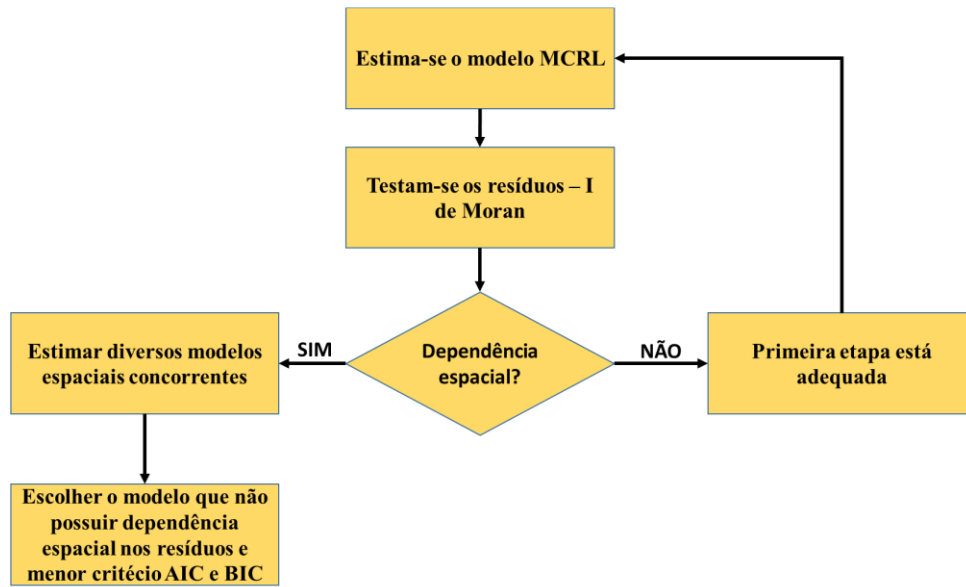 Estima-se o modelo MCRL
Testam-se os resíduos – I
de Moran
Dependência
espacial?
SIM
NÃO
Estimar diversos modelos
espaciais concorrentes
Primeira etapa está
adequada
Escolher o modelo que não
possuir dependência
espacial nos resíduos e
menor critécio AIC e BIC